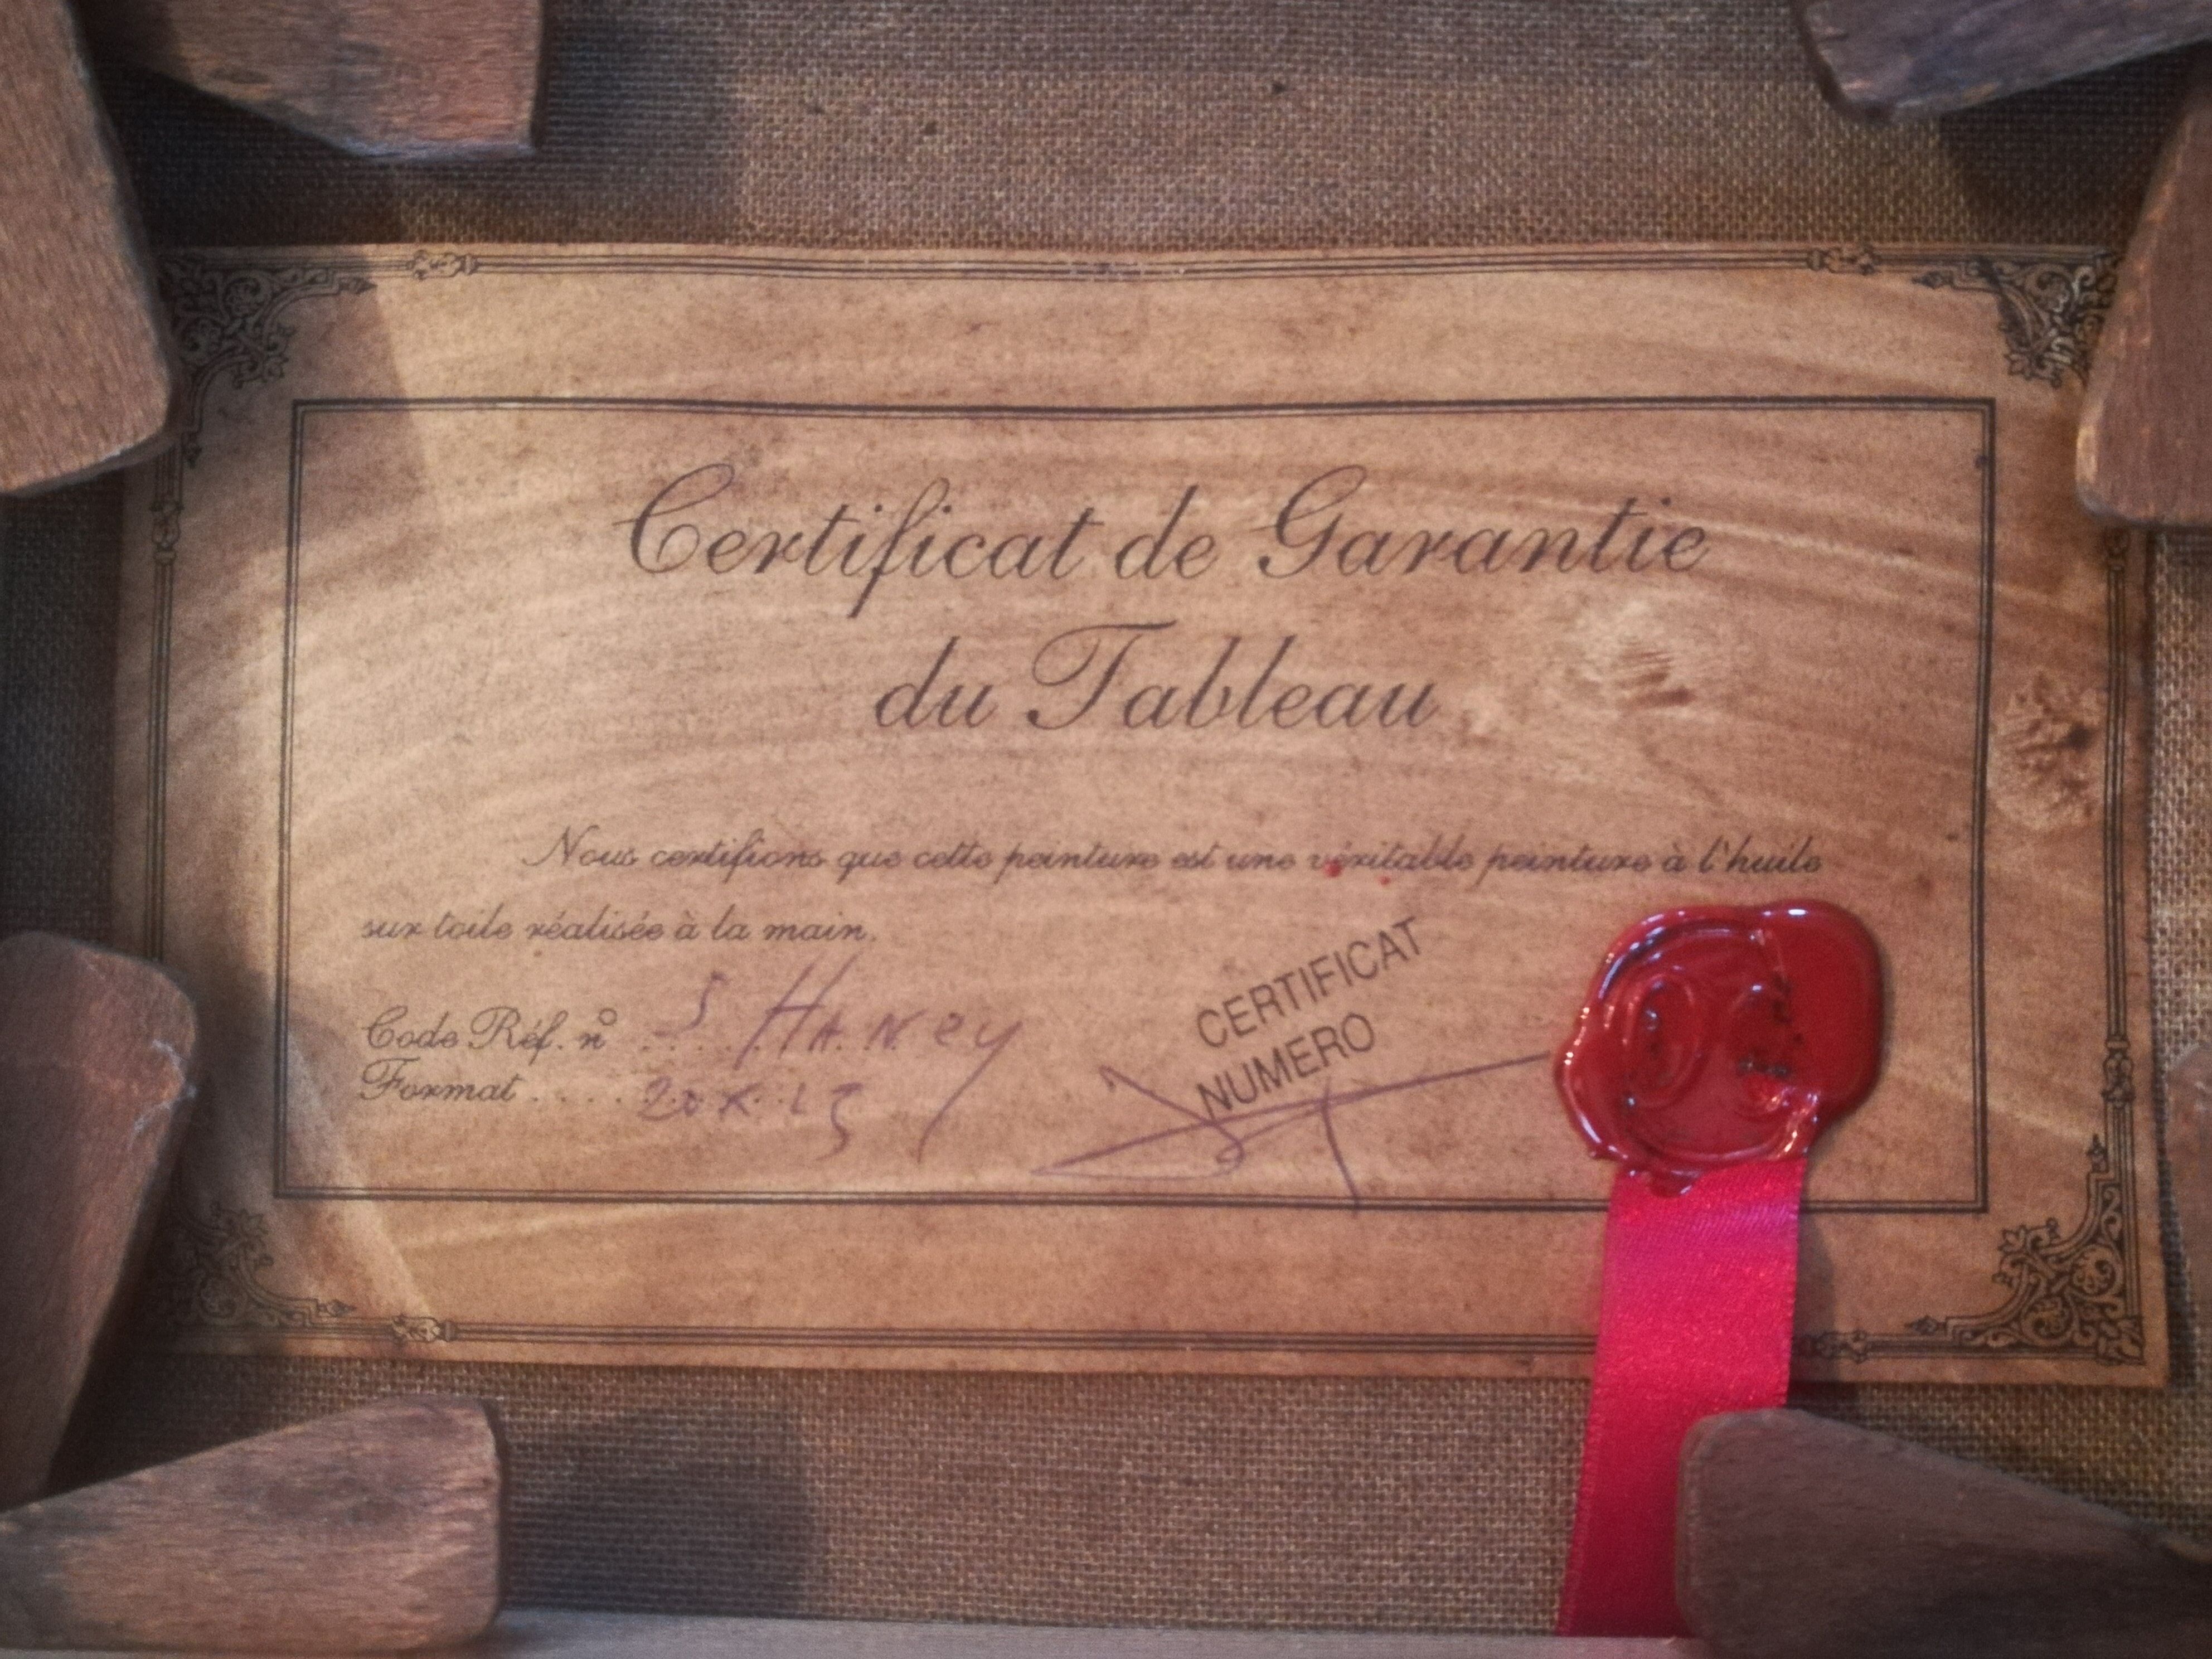 Certificat de Garantie
du Tableau
Nous certifions que cette peinture est une véritable peinture à l'huile
sur toile réalisée à la main.
Code Réf. nº S HANEY
Format .... 20 x 25
CERTIFICAT
NUMERO